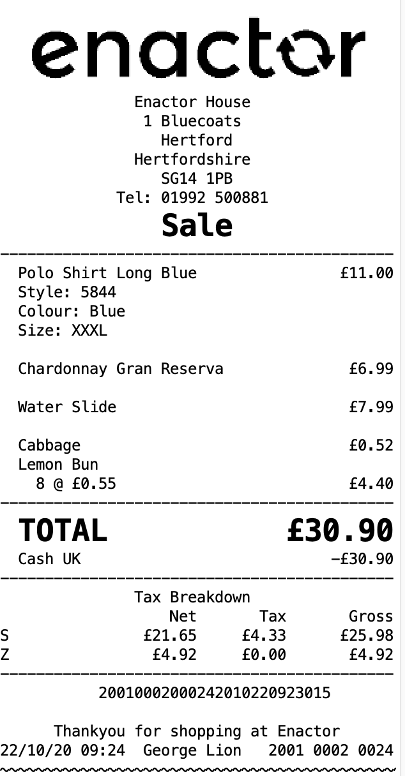 enactor
Enactor House
1 Bluecoats
Hertford
Hertfordshire
SG14 1PB
Tel: 01992 500881
Sale
Polo Shirt Long Blue £11.00
Style: 5844
Colour: Blue
Size: XXXL
Chardonnay Gran Reserva £6.99
Water Slide £7.99
Cabbage £0.52
Lemon Bun
8 @ £0.55 £4.40
TOTAL £30.90
Cash UK -£30.90
Tax Breakdown
Net Tax Gross
S £21.65 £4.33 £25.98
Z £4.92 £0.00 £4.92
20010002000242010220923015
Thankyou for shopping at Enactor
22/10/20 09:24 George Lion 2001 0002 0024